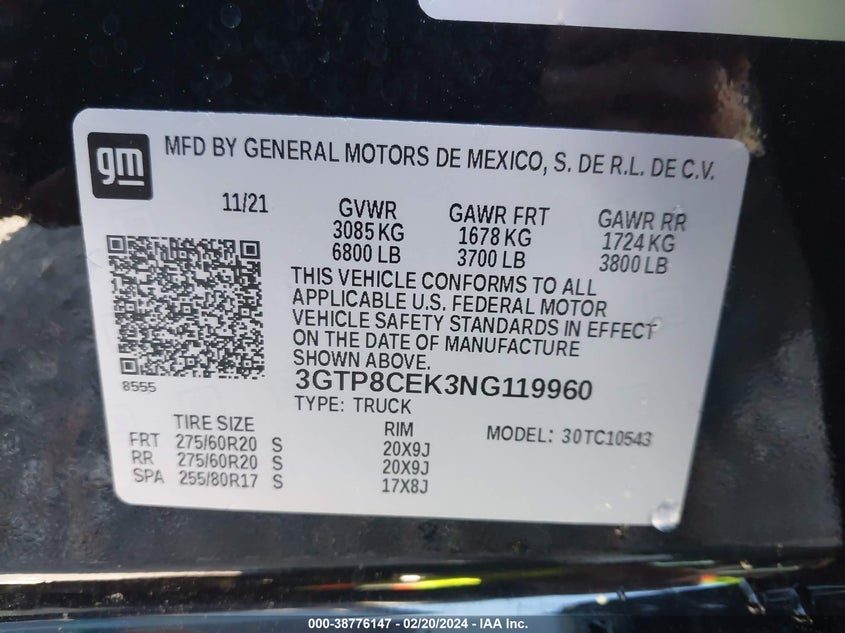 gm
MFD BY GENERAL MOTORS DE MEXICO, S. DE R.L. DE C.V.
11/21 GVWR GAWR FRT GAWR RR
3085 KG 1678 KG 1724 KG
6800 LB 3700 LB 3800 LB
THIS VEHICLE CONFORMS TO ALL
APPLICABLE U.S. FEDERAL MOTOR
VEHICLE SAFETY STANDARDS IN EFFECT
ON THE DATE OF MANUFACTURE
SHOWN ABOVE.
8555
3GTP8CEK3NG119960
TYPE: TRUCK
TIRE SIZE RIM MODEL: 30TC10543
FRT 275/60R20 S 20X9J
RR 275/60R20 S 20X9J
SPA 255/80R17 S 17X8J
000-38776147 - 02/20/2024 - IAA Inc.